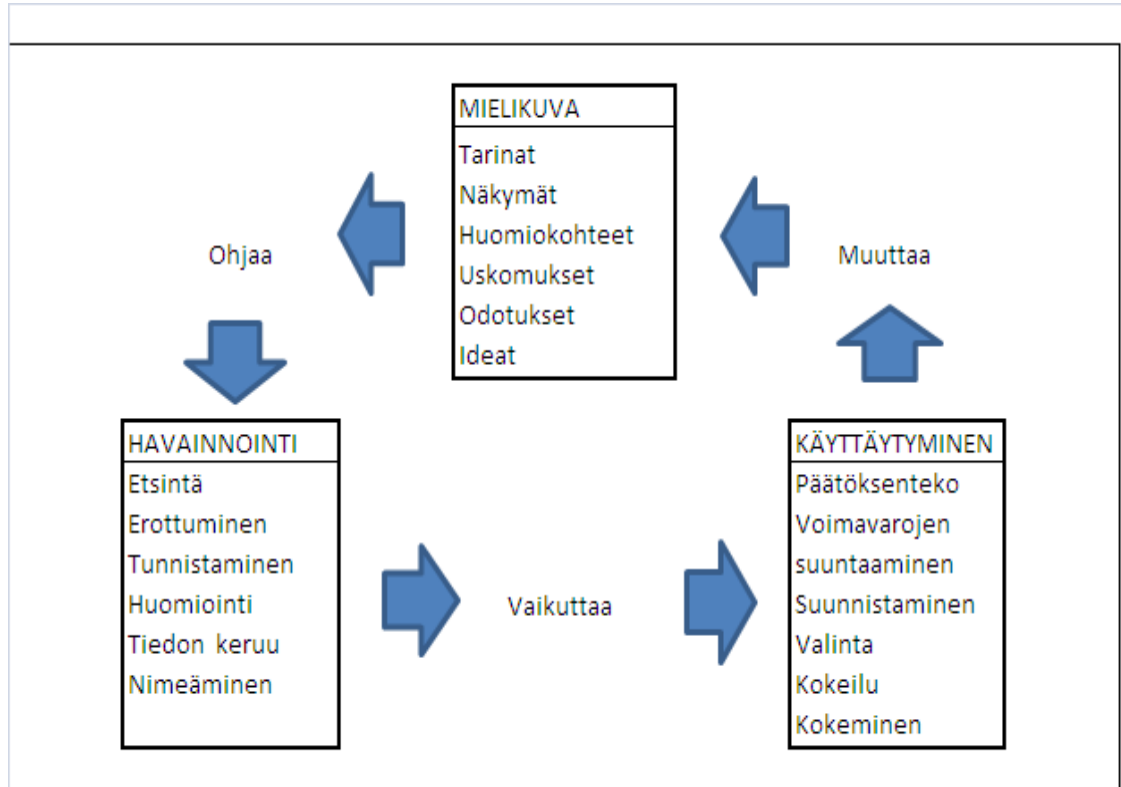 MIELIKUVA
Tarinat
Näkymät
Huomiokohteet
Uskomukset
Odotukset
Ideat
Ohjaa
Muuttaa
HAVAINNOINTI
Etsintä
Erottuminen
Tunnistaminen
Huomiointi
Tiedon keruu
Nimeäminen
Vaikuttaa
KÄYTTÄYTYMINEN
Päätöksenteko
Voimavarojen
suuntaaminen
Suunnistaminen
Valinta
Kokeilu
Kokeminen